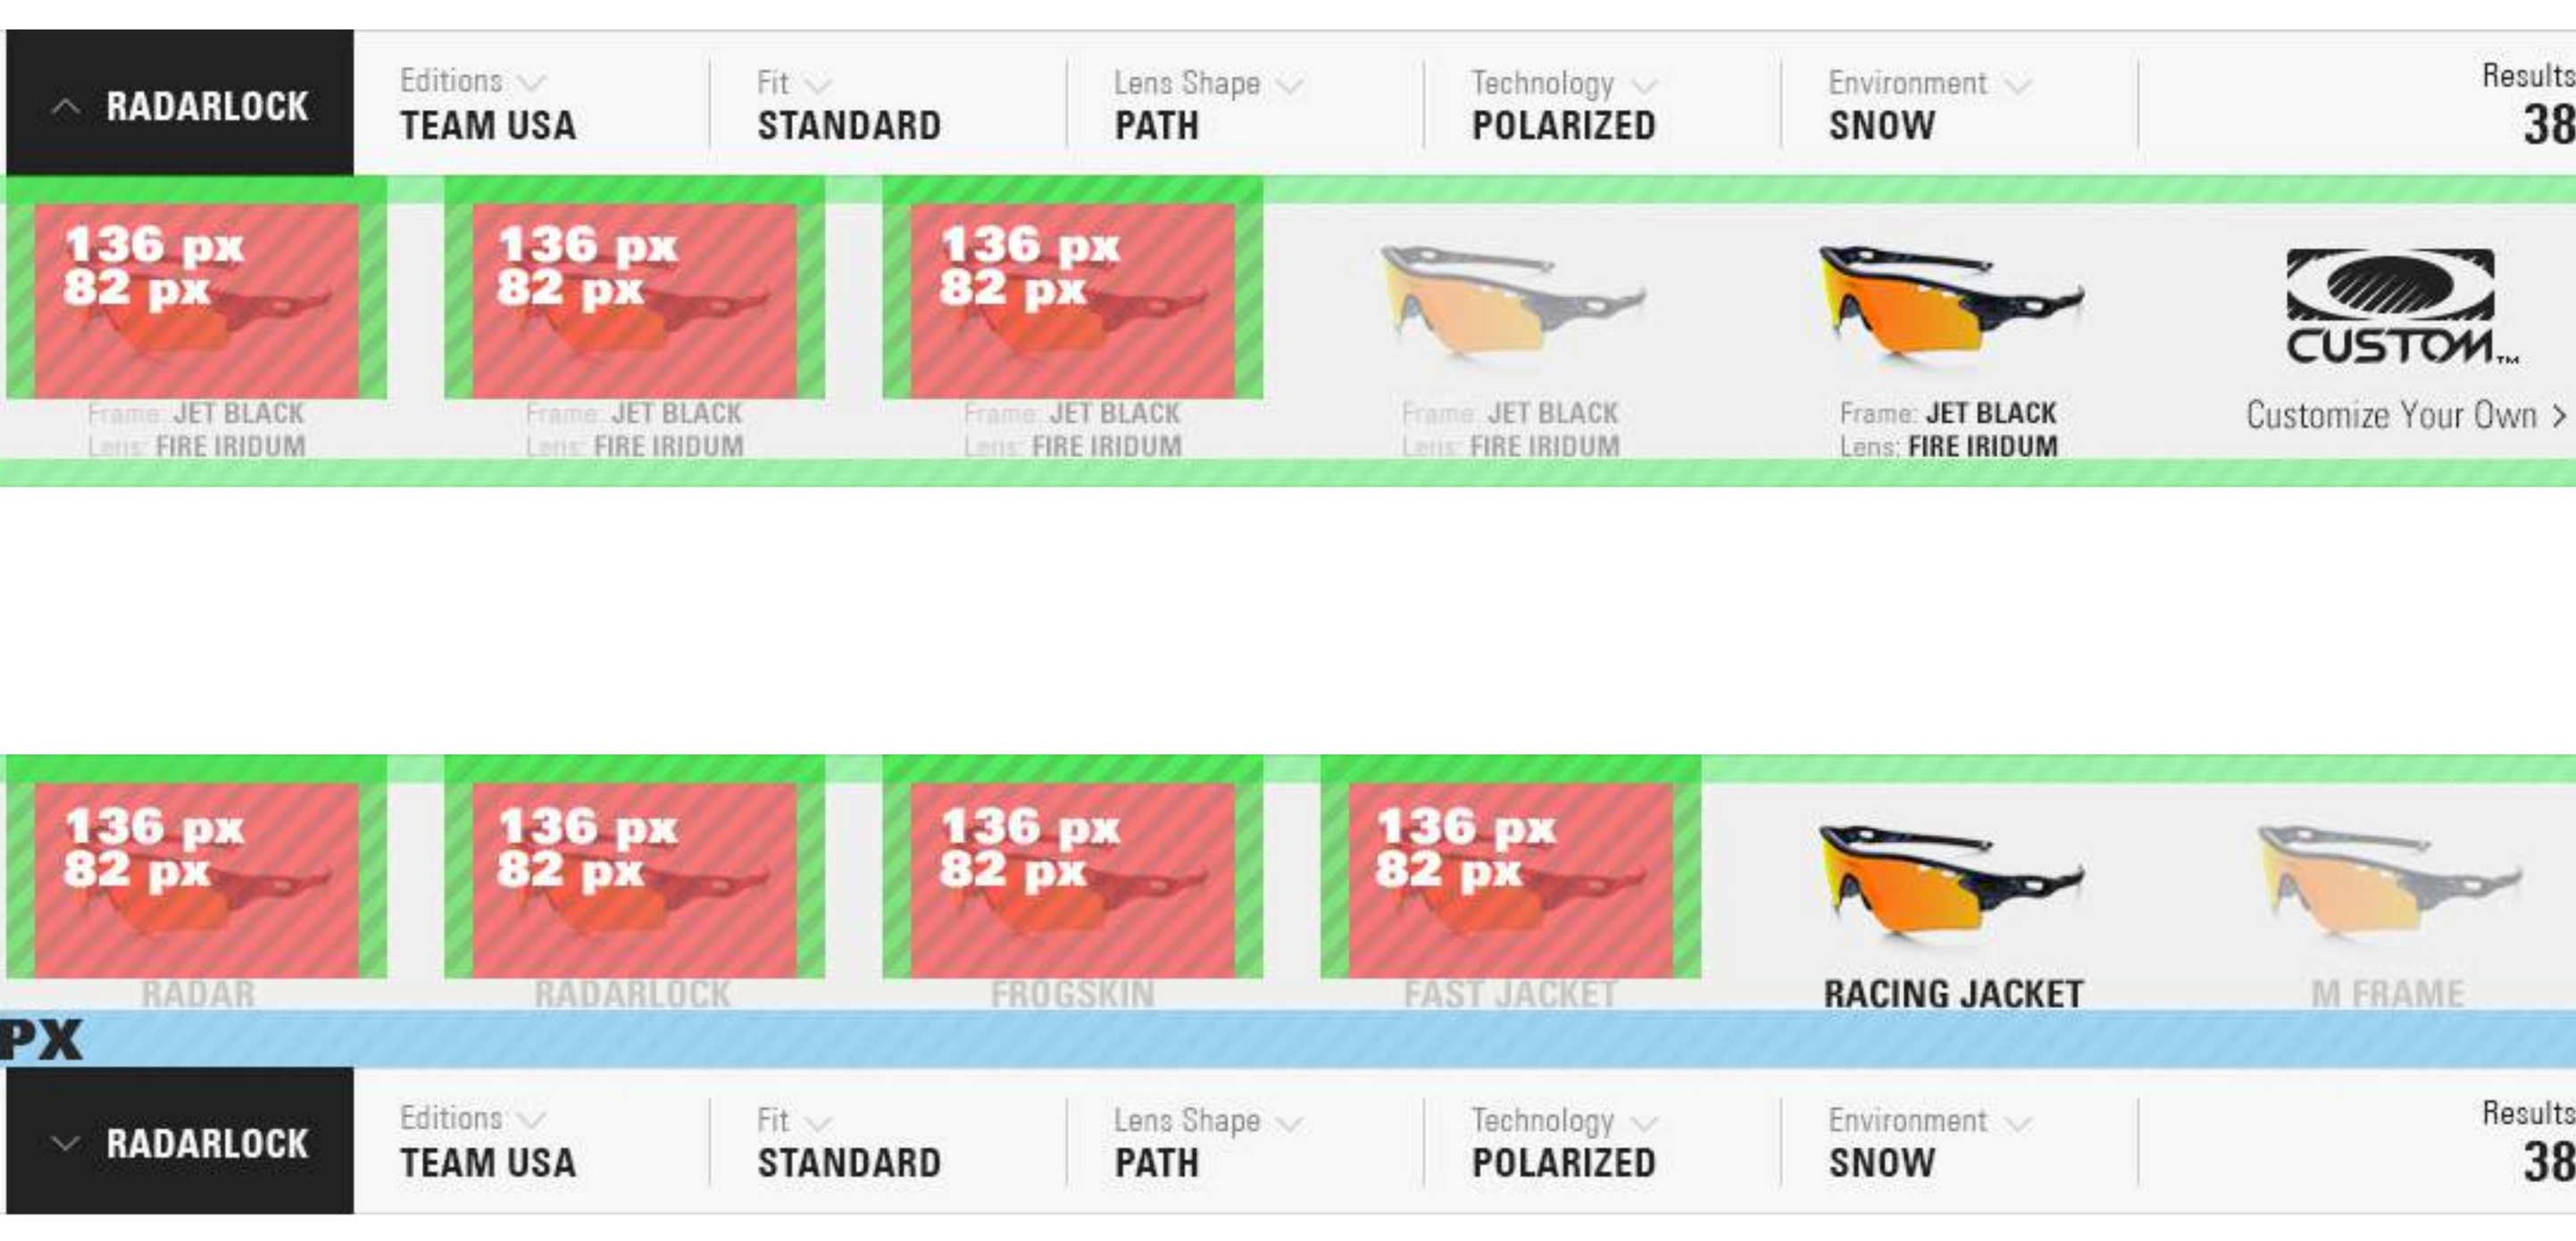 RADARLOCK
Editions
TEAM USA
Fit
STANDARD
Lens Shape
PATH
Technology
POLARIZED
Environment
SNOW
Results
38
136 px
82 px
136 px
82 px
136 px
82 px
CUSTOM™
Frame: JET BLACK
Lens: FIRE IRIDUM
Frame: JET BLACK
Lens: FIRE IRIDUM
Frame: JET BLACK
Lens: FIRE IRIDUM
Frame: JET BLACK
Lens: FIRE IRIDUM
Frame: JET BLACK
Lens: FIRE IRIDUM
Customize Your Own >
136 px
82 px
136 px
82 px
136 px
82 px
136 px
82 px
RADAR
RADARLOCK
FROGSKIN
FAST JACKET
RACING JACKET
M FRAME
PX
RADARLOCK
Editions
TEAM USA
Fit
STANDARD
Lens Shape
PATH
Technology
POLARIZED
Environment
SNOW
Results
38